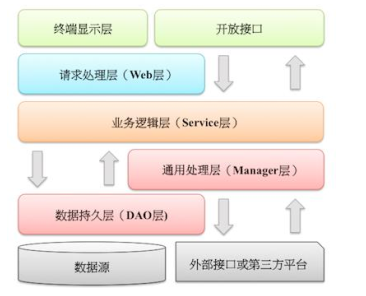 终端显示层
开放接口
请求处理层（Web层）
业务逻辑层（Service层）
通用处理层（Manager层）
数据持久层（DAO层)
数据源
外部接口或第三方平台